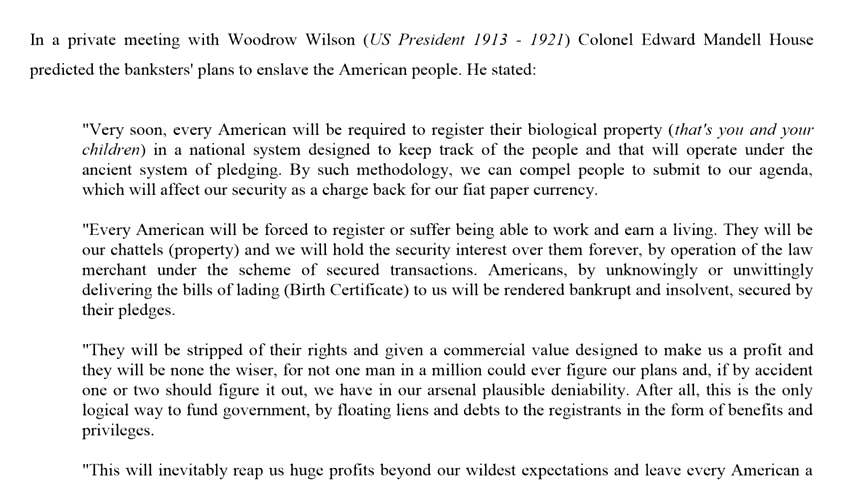 In a private meeting with Woodrow Wilson (US President 1913 - 1921) Colonel Edward Mandell House
predicted the banksters' plans to enslave the American people. He stated:
"Very soon, every American will be required to register their biological property (that's you and your
children) in a national system designed to keep track of the people and that will operate under the
ancient system of pledging. By such methodology, we can compel people to submit to our agenda,
which will affect our security as a charge back for our fiat paper currency.
"Every American will be forced to register or suffer being able to work and earn a living. They will be
our chattels (property) and we will hold the security interest over them forever, by operation of the law
merchant under the scheme of secured transactions. Americans, by unknowingly or unwittingly
delivering the bills of lading (Birth Certificate) to us will be rendered bankrupt and insolvent, secured by
their pledges.
"They will be stripped of their rights and given a commercial value designed to make us a profit and
they will be none the wiser, for not one man in a million could ever figure our plans and, if by accident
one or two should figure it out, we have in our arsenal plausible deniability. After all, this is the only
logical way to fund government, by floating liens and debts to the registrants in the form of benefits and
privileges.
"This will inevitably reap us huge profits beyond our wildest expectations and leave every American a